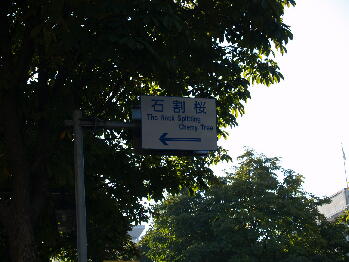 石割桜
The Rock Splitting
Cherry Tree